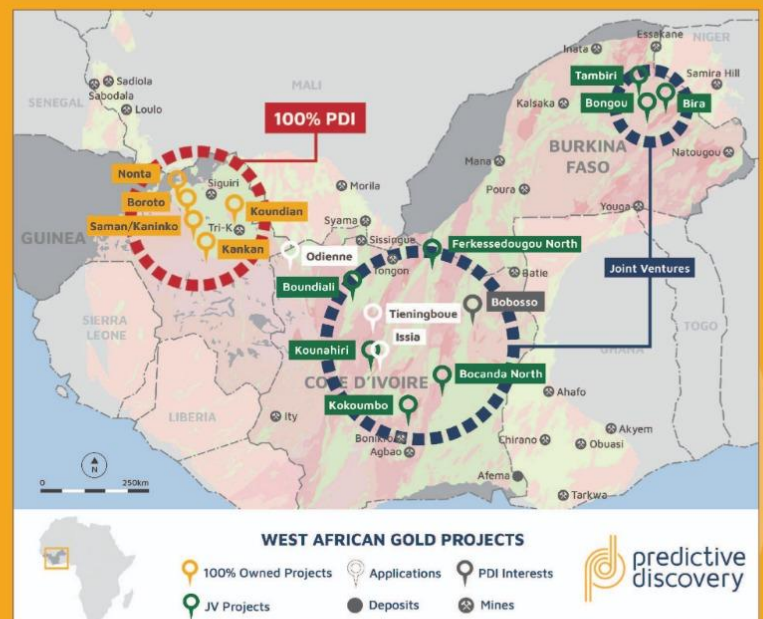 NIGER
Essakane
Inata
Tambiri
Samira Hill
Sadiola
Sabodala
Loulo
MALI
SENEGAL
Kalsaka
Bongou
Bira
100% PDI
BURKINA
FASO
Natougou
Mana
Nonta
Siguiri
Morila
Poura
Boroto
Koundian
Youga
Syama
Saman/Kaninko
Tri-K
GUINEA
Kankan
Sissingue
Ferkessedougou North
Odienne
Tongon
Batie
Joint Ventures
Boundiali
Bobosso
Tieningboue
SIERRA
LEONE
Issia
Kounahiri
GHANA
TOGO
COTE D'IVOIRE
Bocanda North
Ahafo
Kokoumbo
LIBERIA
Ity
Akyem
Bonikro
Chirano
Obuasi
Agbao
N
Afema
0 250km
Tarkwa
WEST AFRICAN GOLD PROJECTS
100% Owned Projects
Applications
PDI Interests
JV Projects
Deposits
Mines
predictive
discovery